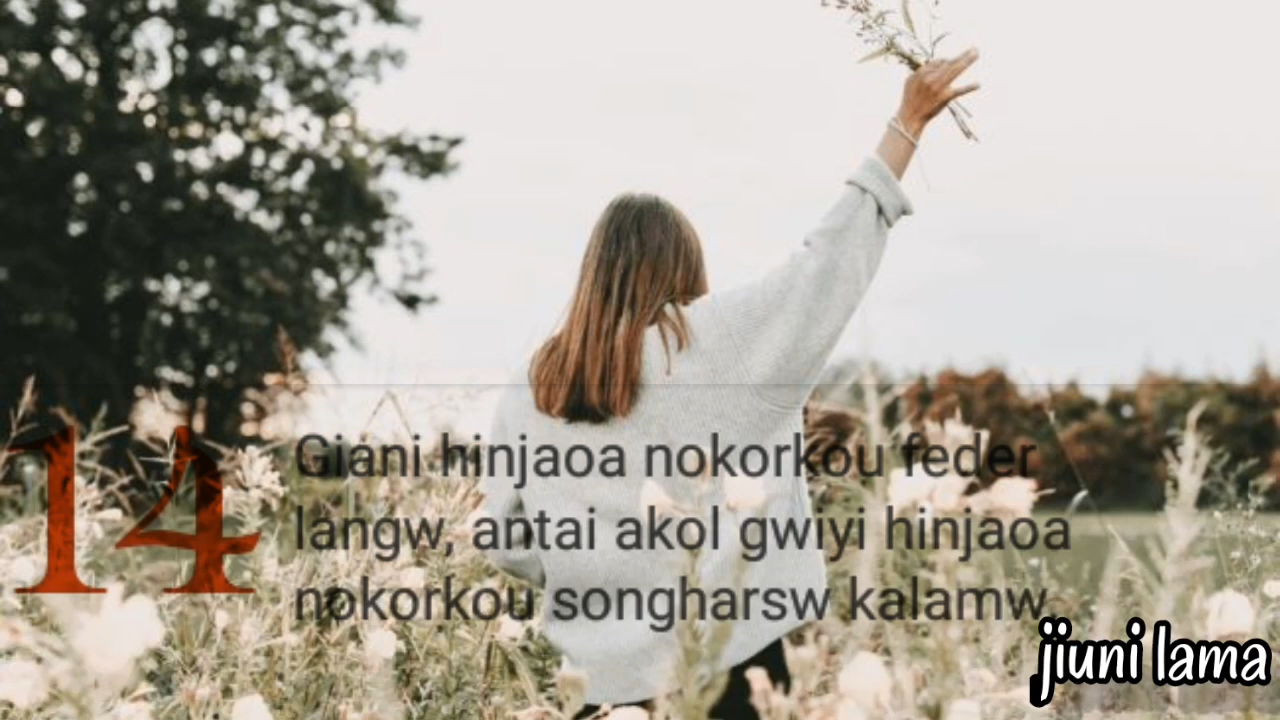 14
Giani hinjaoa nokorkou feder
langw, antai akol gwiyi hinjaoa
nokorkou songharsw kalamw.
jiuni lama